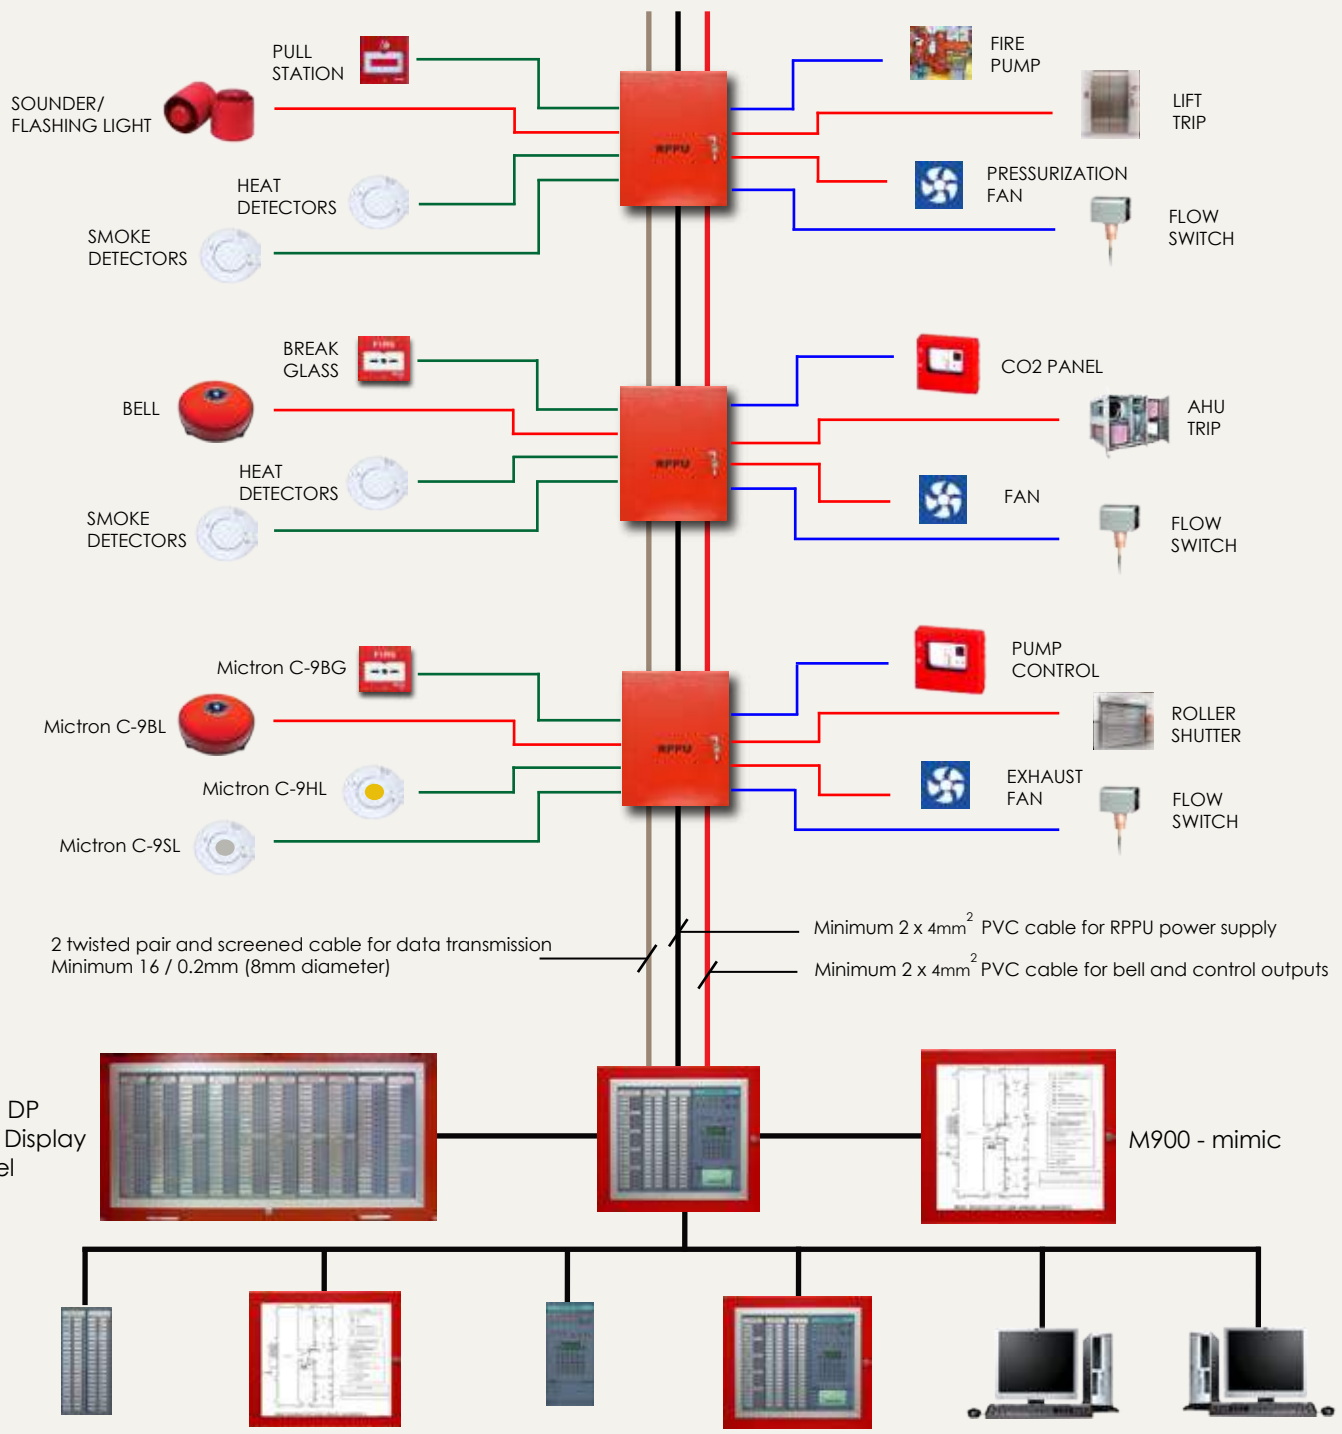 PULL
STATION
SOUNDER/
FLASHING LIGHT
HEAT
DETECTORS
SMOKE
DETECTORS
RPPU
FIRE
PUMP
LIFT
TRIP
PRESSURIZATION
FAN
FLOW
SWITCH
BREAK
GLASS
FIRE
BELL
HEAT
DETECTORS
SMOKE
DETECTORS
RPPU
CO2 PANEL
AHU
TRIP
FAN
FLOW
SWITCH
Mictron C-9BG
FIRE
Mictron C-9BL
Mictron C-9HL
Mictron C-9SL
RPPU
PUMP
CONTROL
ROLLER
SHUTTER
EXHAUST
FAN
FLOW
SWITCH
2 twisted pair and screened cable for data transmission
Minimum 16 / 0.2mm (8mm diameter)
Minimum 2 x 4mm² PVC cable for RPPU power supply
Minimum 2 x 4mm² PVC cable for bell and control outputs
DP
Display
el
M900 - mimic